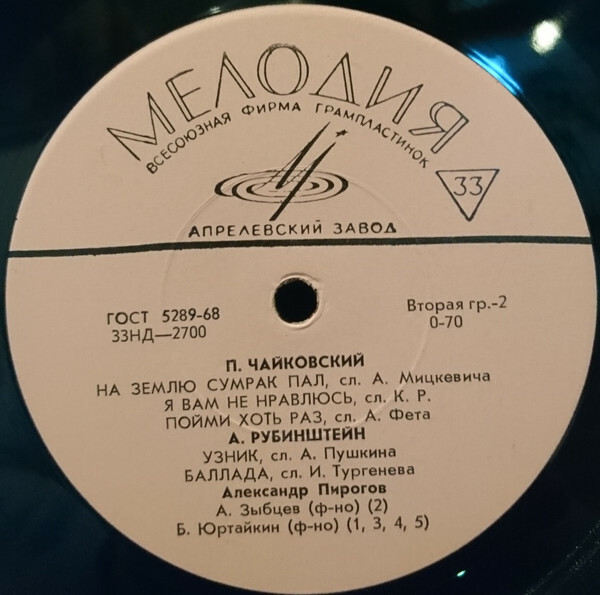 МЕЛОДИЯ
ВСЕСОЮЗНАЯ ФИРМА ГРАМПЛАСТИНОК
33
АПРЕЛЕВСКИЙ ЗАВОД
ГОСТ 5289-68
33НД—2700
Вторая гр.-2
0-70
П. ЧАЙКОВСКИЙ
НА ЗЕМЛЮ СУМРАК ПАЛ, сл. А. Мицкевича
Я ВАМ НЕ НРАВЛЮСЬ, сл. К. Р.
ПОЙМИ ХОТЬ РАЗ, сл. А. Фета
А. РУБИНШТЕЙН
УЗНИК, сл. А. Пушкина
БАЛЛАДА, сл. И. Тургенева
Александр Пирогов
А. Зыбцев (ф-но) (2)
Б. Юртайкин (ф-но) (1, 3, 4, 5)